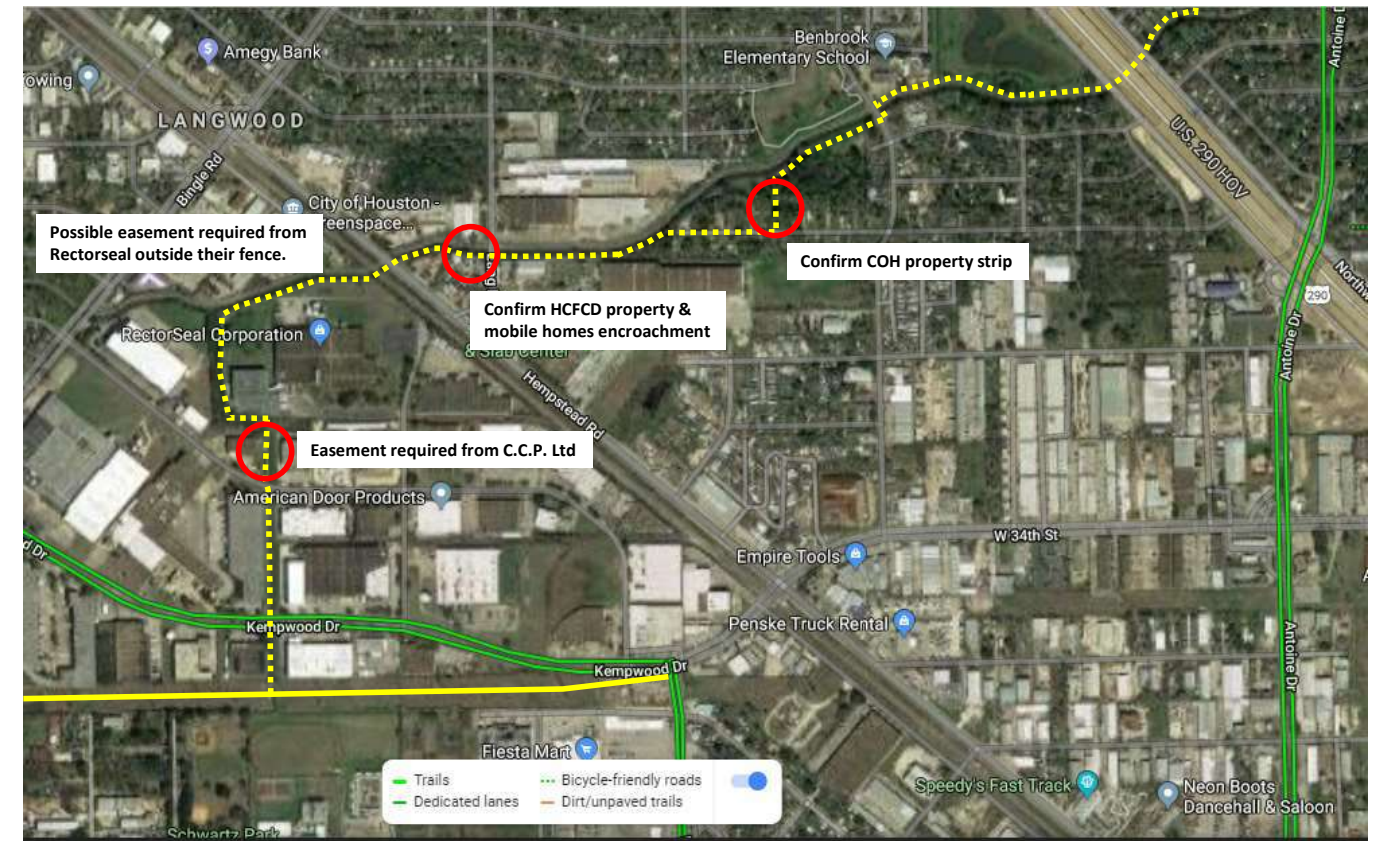 Benbrook
Elementary School
Antoine D
Amegy Bank
owing
LANGWOOD
U.S. 290 HOV
Bingle Rd
City of Houston -
reenspace...
Possible easement required from
Rectorseal outside their fence.
Confirm COH property strip
Confirm HCFCD property &
mobile homes encroachment
290
RectorSeal Corporation
& Slab Center
Antoine Dr
Hempstead Rd
Easement required from C.C.P. Ltd
American Door Products
W 34th St
Empire Tools
d Dr
Kempwood Dr
Penske Truck Rental
Antoine Dr
Kempwood Dr
Fiesta Mart
Trails
Bicycle-friendly roads
Dedicated lanes
Dirt/unpaved trails
Speedy's Fast Track
Neon Boots
Dancehall & Saloon
Schwartz Park